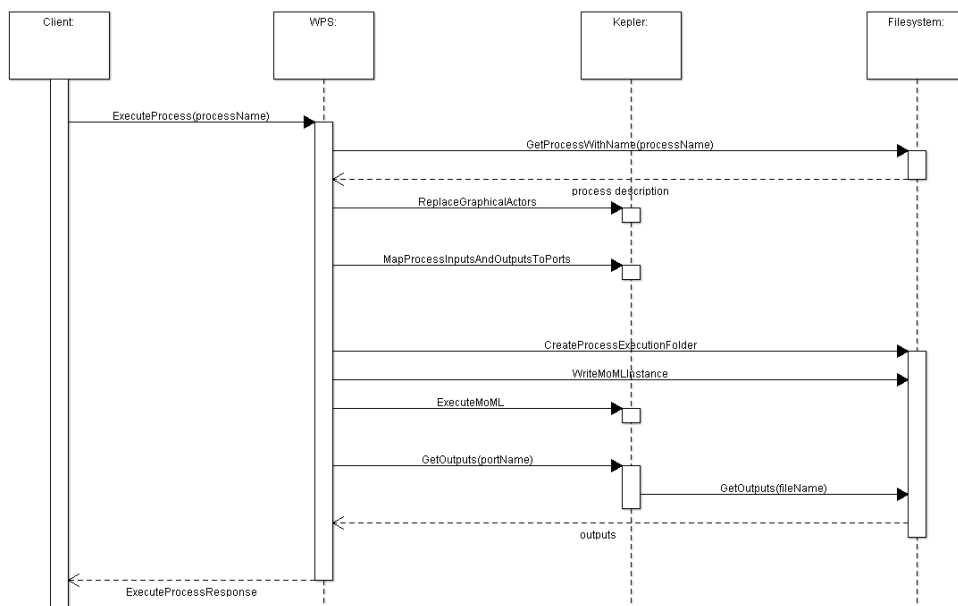 Client:
WPS:
Kepler:
Filesystem:
ExecuteProcess(processName)
GetProcessWithName(processName)
process description
ReplaceGraphicalActors
MapProcessInputsAndOutputsToPorts
CreateProcessExecutionFolder
WriteMoMLInstance
ExecuteMoML
GetOutputs(portName)
GetOutputs(fileName)
outputs
ExecuteProcessResponse